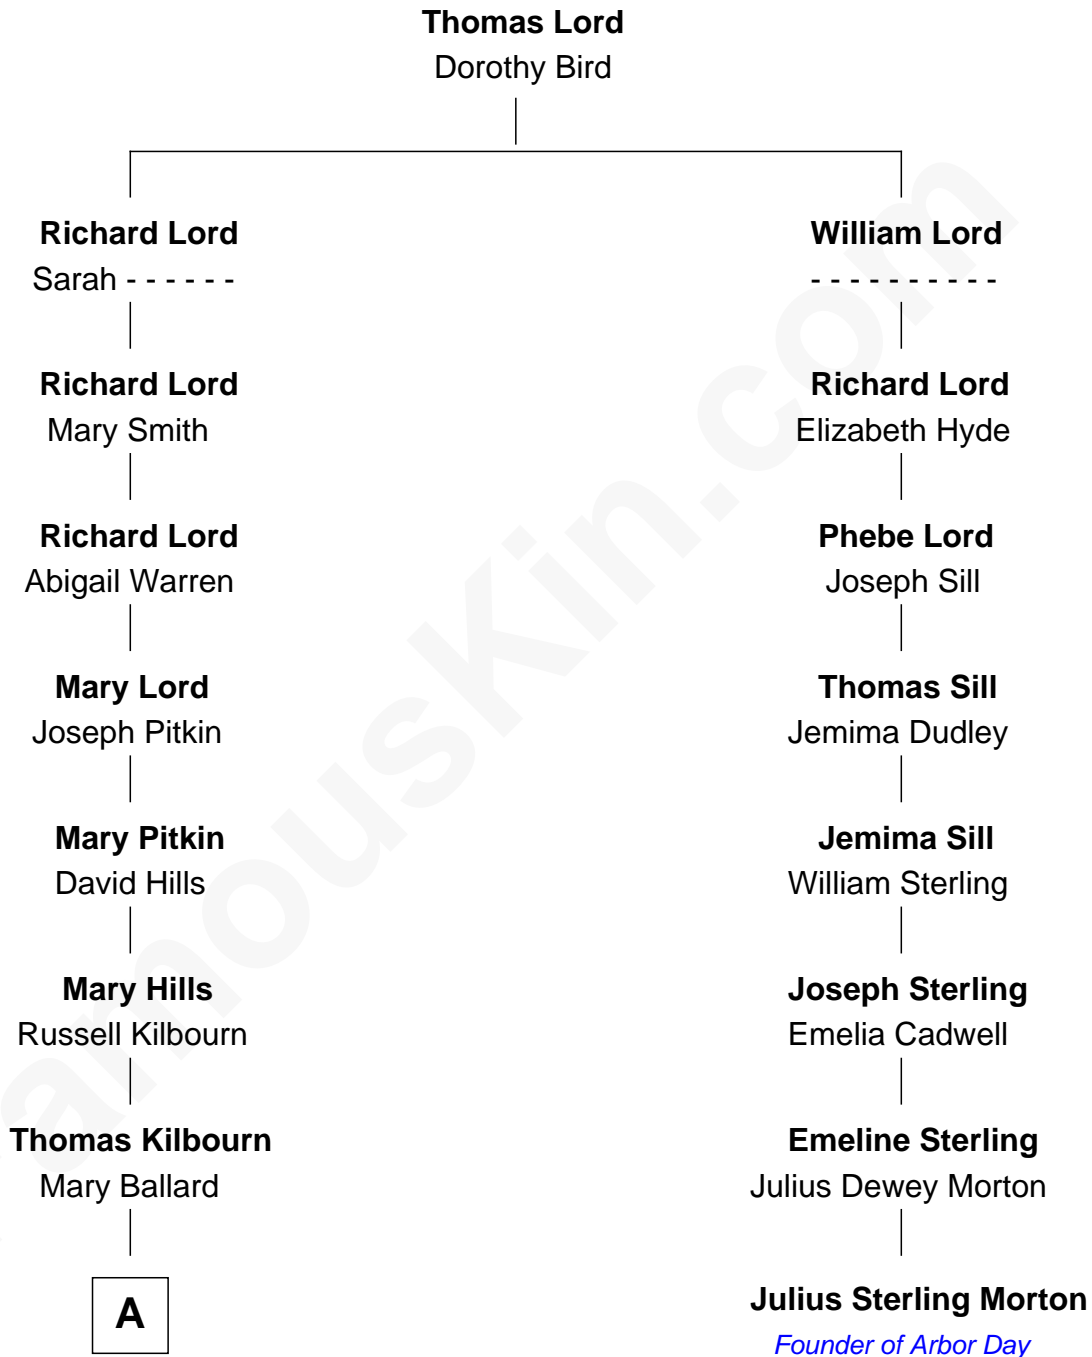 Thomas Lord
Dorothy Bird
Richard Lord
Sarah - - - - - -
William Lord
- - - - - - - - - -
Richard Lord
Mary Smith
Richard Lord
Elizabeth Hyde
Richard Lord
Abigail Warren
Phebe Lord
Joseph Sill
Mary Lord
Joseph Pitkin
Thomas Sill
Jemima Dudley
Mary Pitkin
David Hills
Jemima Sill
William Sterling
Mary Hills
Russell Kilbourn
Joseph Sterling
Emelia Cadwell
Thomas Kilbourn
Mary Ballard
Emeline Sterling
Julius Dewey Morton
A
Julius Sterling Morton
Founder of Arbor Day
amouskin.com